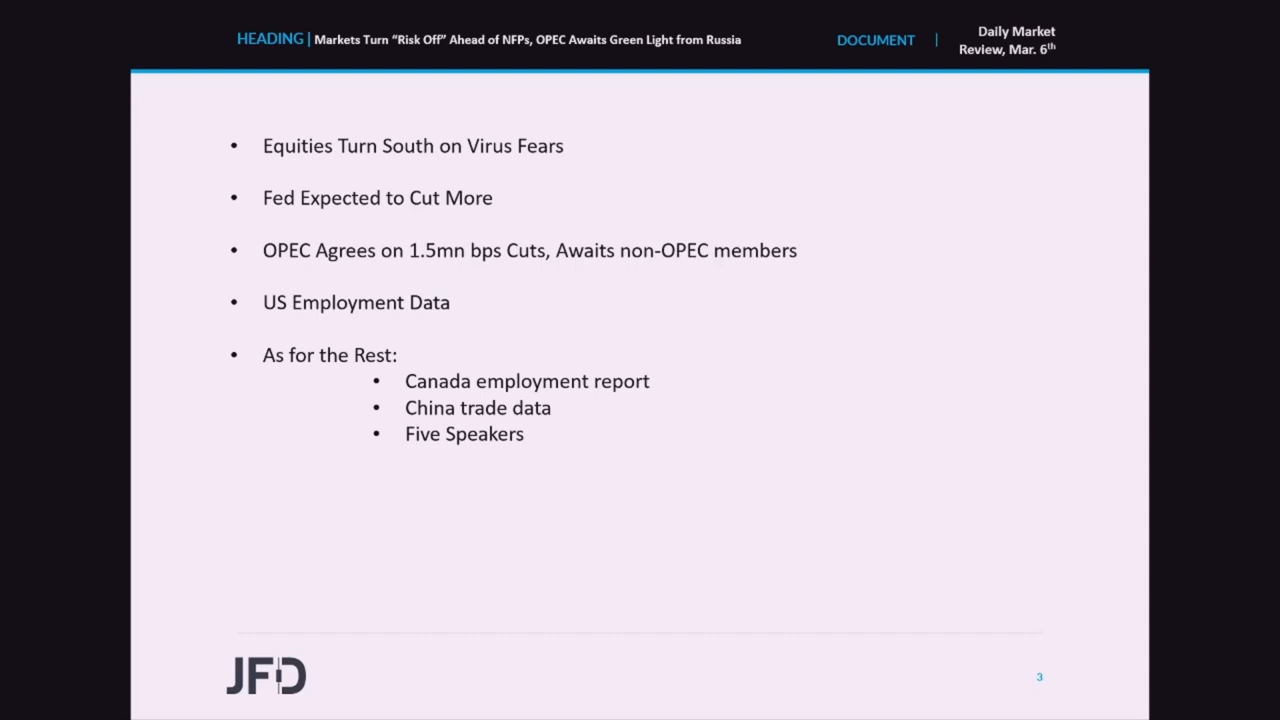 HEADING | Markets Turn “Risk Off” Ahead of NFPs, OPEC Awaits Green Light from Russia
DOCUMENT |
Daily Market
Review, Mar. 6th
• Equities Turn South on Virus Fears
• Fed Expected to Cut More
• OPEC Agrees on 1.5mn bps Cuts, Awaits non-OPEC members
• US Employment Data
• As for the Rest:
• Canada employment report
• China trade data
• Five Speakers
JFD
3